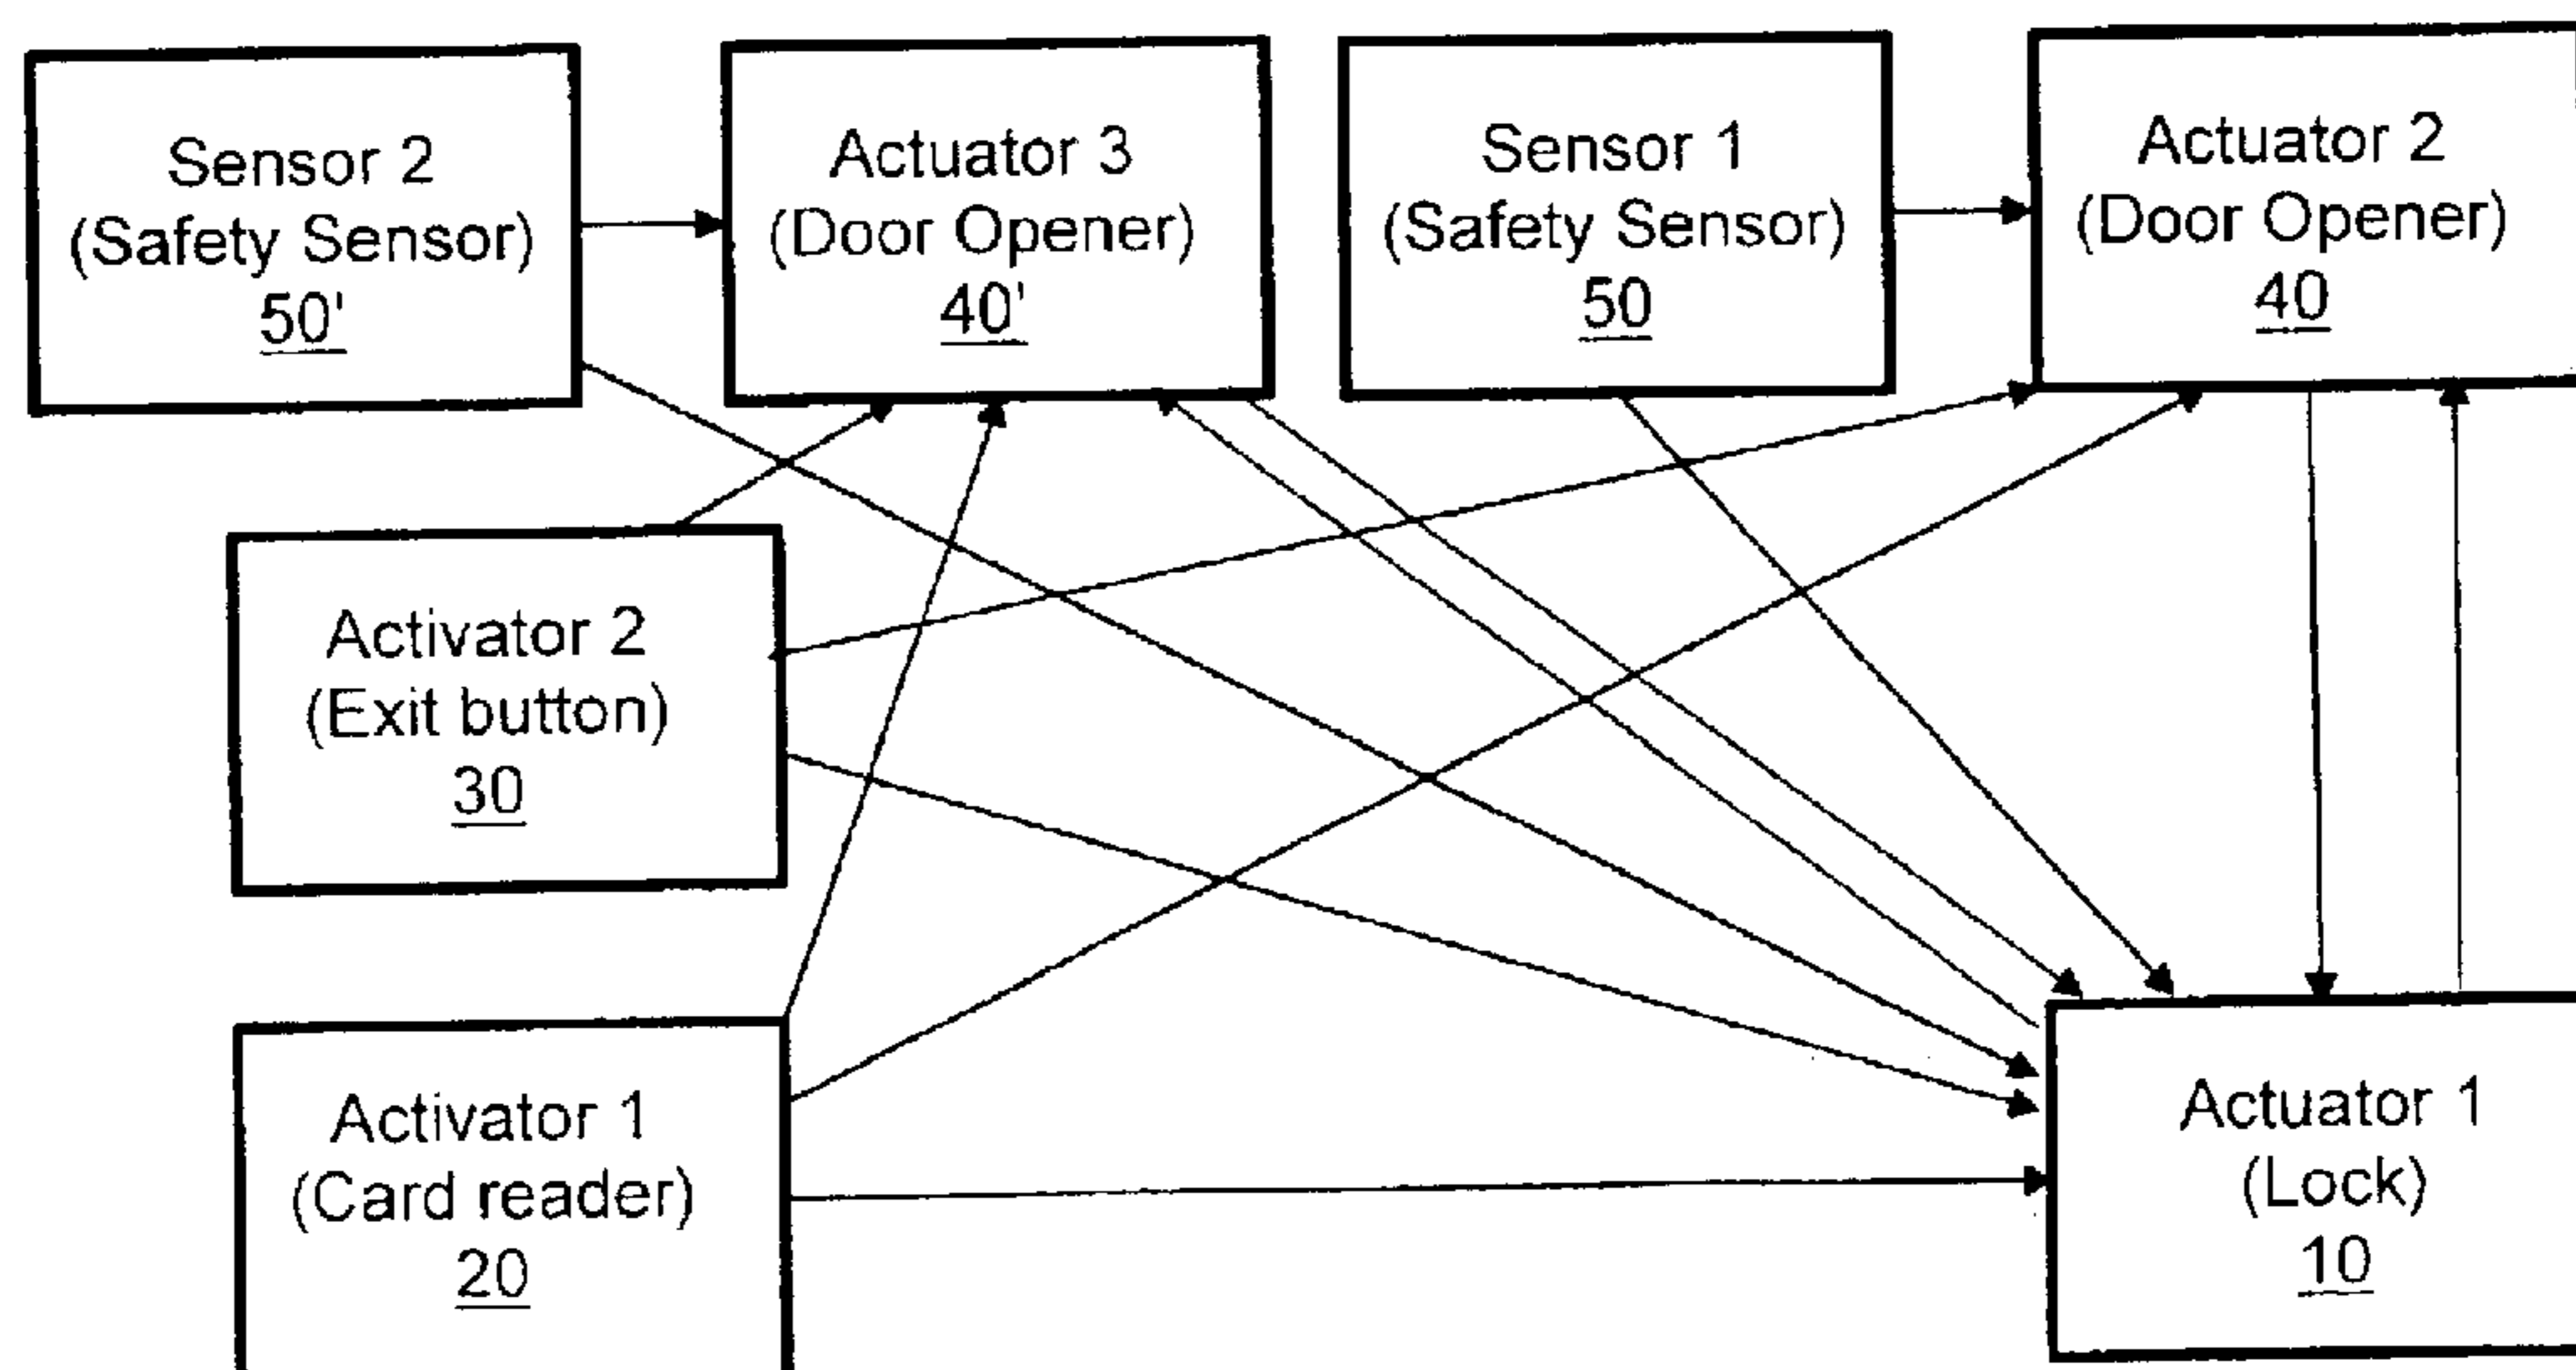 Sensor 2
(Safety Sensor)
50'
Actuator 3
(Door Opener)
40'
Sensor 1
(Safety Sensor)
50
Actuator 2
(Door Opener)
40
Activator 2
(Exit button)
30
Activator 1
(Card reader)
20
Actuator 1
(Lock)
10